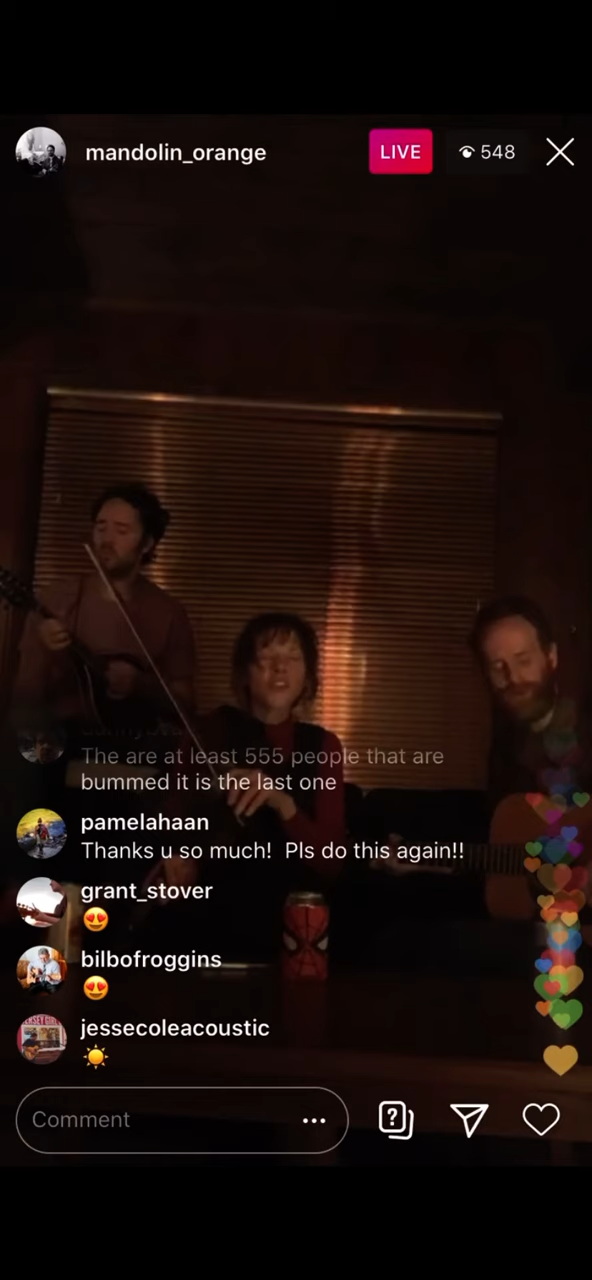 mandolin_orange
LIVE
548
The are at least 555 people that are
bummed it is the last one
pamelahaan
Thanks u so much!  Pls do this again!!
grant_stover
😍
bilbofroggins
😍
jessecoleacoustic
☀️
Comment